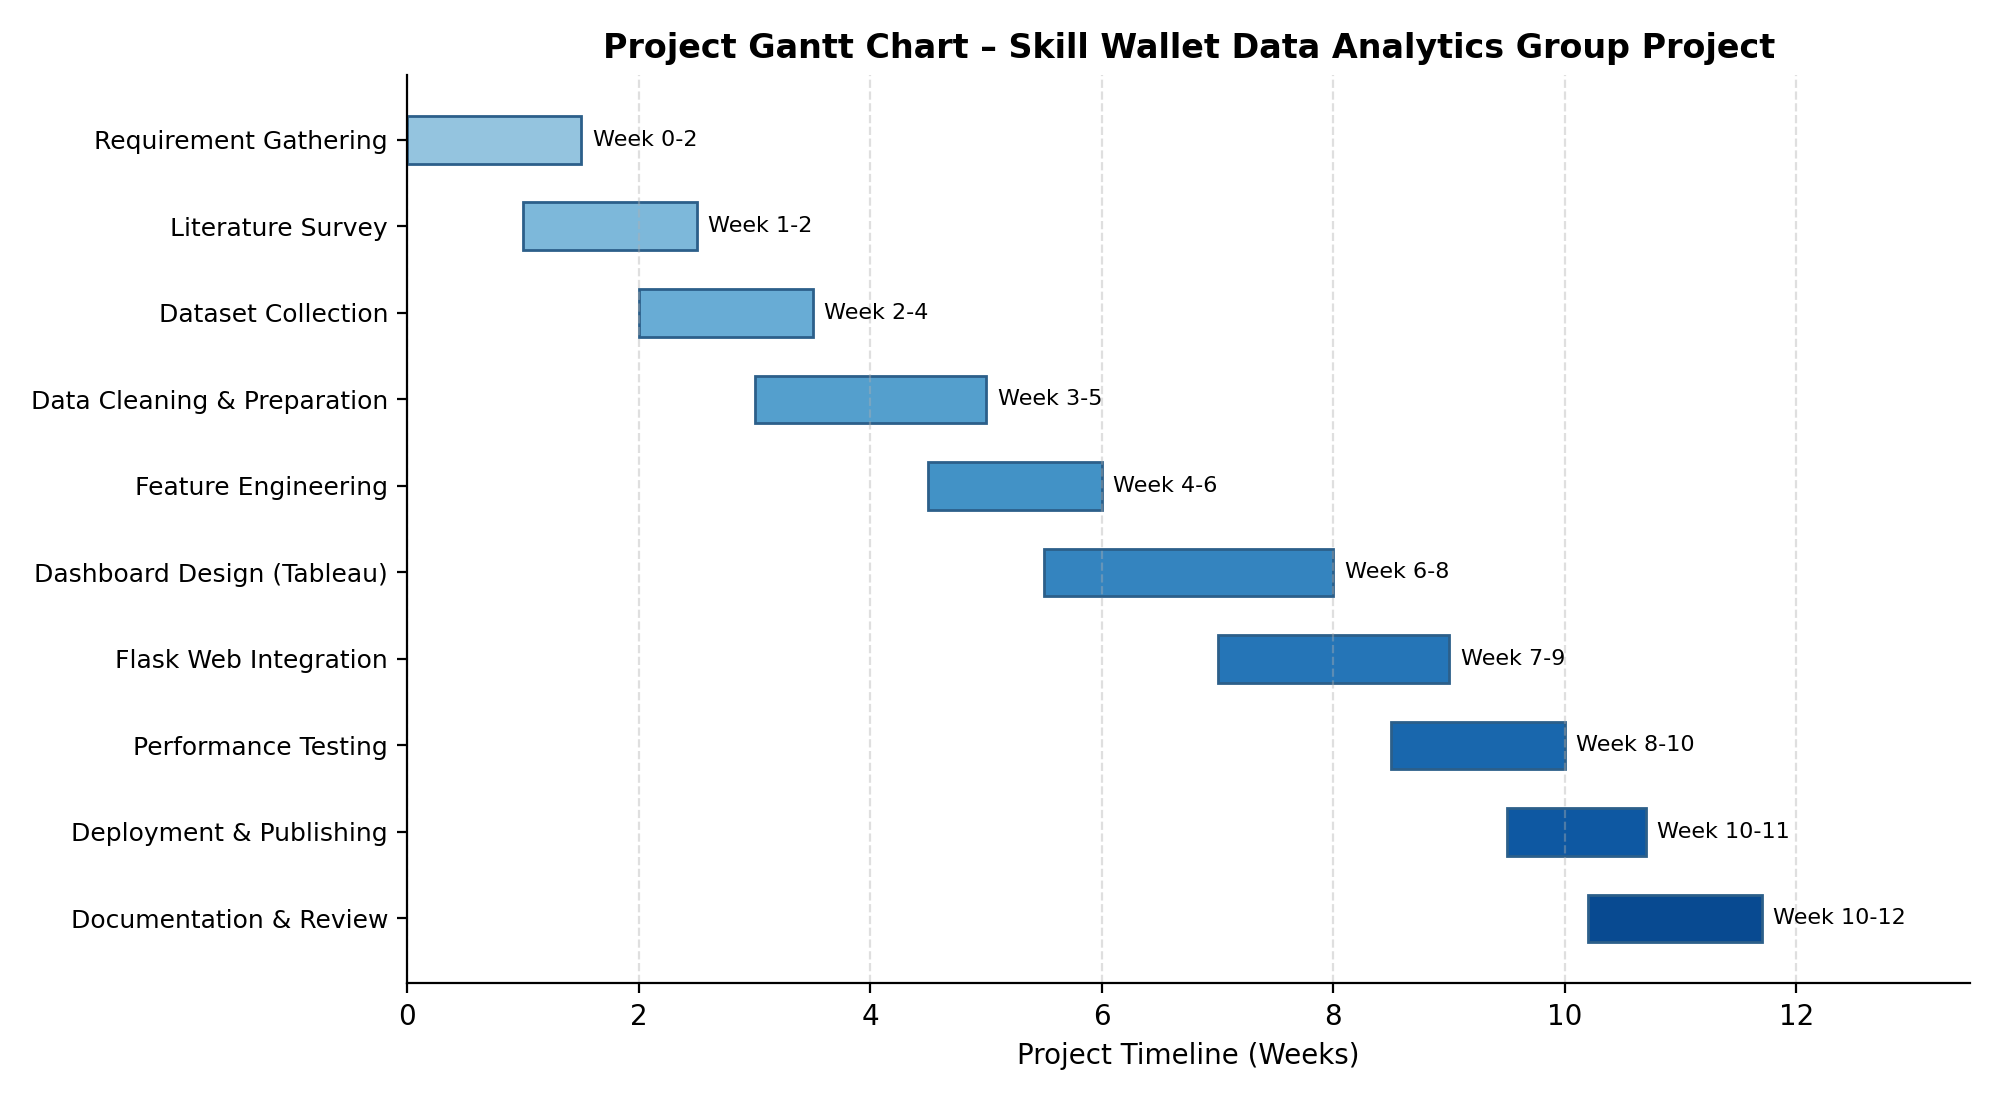 Project Gantt Chart – Skill Wallet Data Analytics Group Project
Requirement Gathering Week 0-2
Literature Survey Week 1-2
Dataset Collection Week 2-4
Data Cleaning & Preparation Week 3-5
Feature Engineering Week 4-6
Dashboard Design (Tableau) Week 6-8
Flask Web Integration Week 7-9
Performance Testing Week 8-10
Deployment & Publishing Week 10-11
Documentation & Review Week 10-12
0 2 4 6 8 10 12
Project Timeline (Weeks)